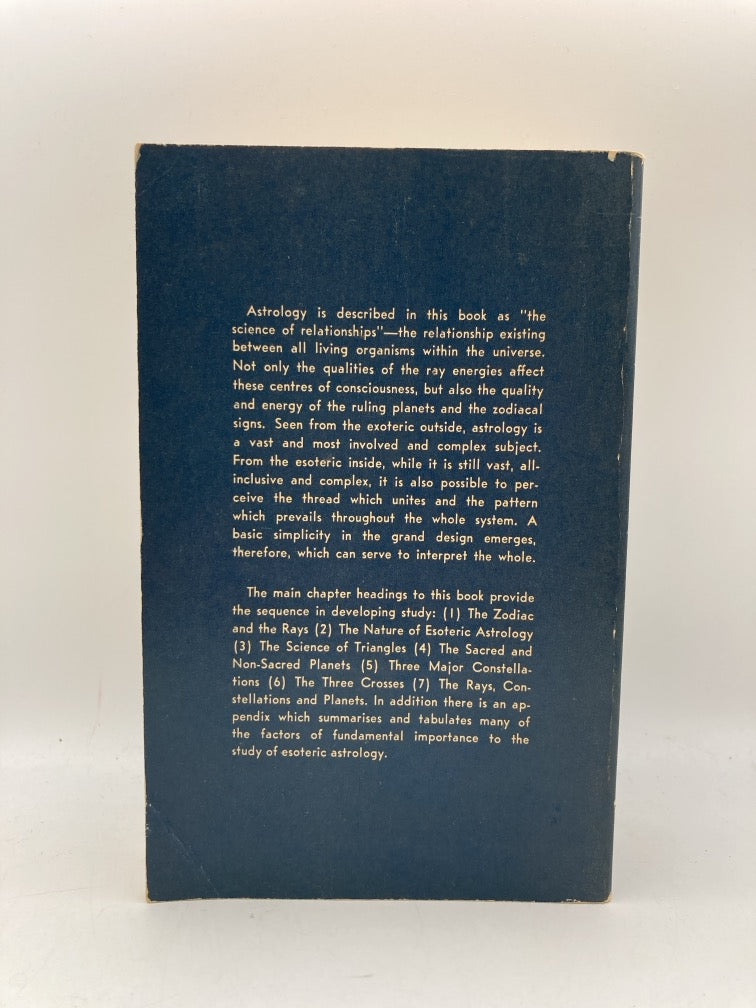 Astrology is described in this book as "the
science of relationships"—the relationship existing
between all living organisms within the universe.
Not only the qualities of the ray energies affect
these centres of consciousness, but also the quality
and energy of the ruling planets and the zodiacal
signs. Seen from the exoteric outside, astrology is
a vast and most involved and complex subject.
From the esoteric inside, while it is still vast, all-
inclusive and complex, it is also possible to per-
ceive the thread which unites and the pattern
which prevails throughout the whole system. A
basic simplicity in the grand design emerges,
therefore, which can serve to interpret the whole.
The main chapter headings to this book provide
the sequence in developing study: (1) The Zodiac
and the Rays (2) The Nature of Esoteric Astrology
(3) The Science of Triangles (4) The Sacred and
Non-Sacred Planets (5) Three Major Constella-
tions (6) The Three Crosses (7) The Rays, Con-
stellations and Planets. In addition there is an ap-
pendix which summarises and tabulates many of
the factors of fundamental importance to the
study of esoteric astrology.